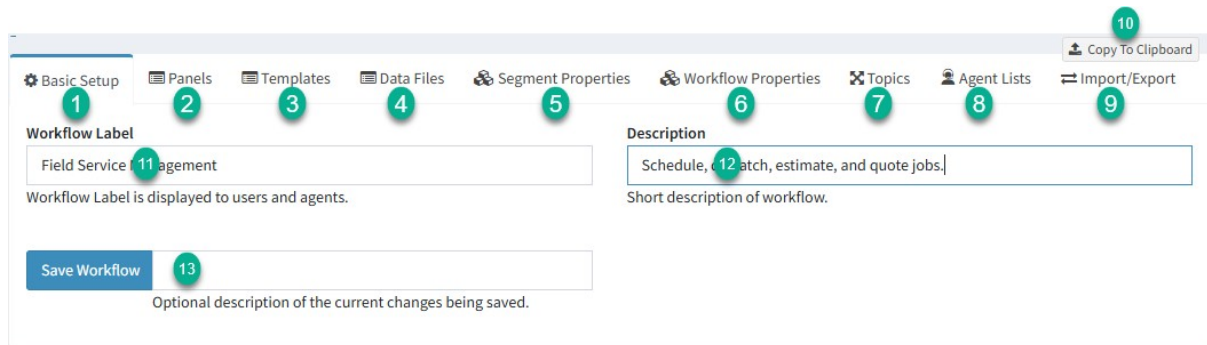 10
Copy To Clipboard
Basic Setup Panels Templates Data Files Segment Properties Workflow Properties Topics Agent Lists Import/Export
1 2 3 4 5 6 7 8 9
Workflow Label Description
Field Service 11 agement Schedule, 12 atch, estimate, and quote jobs.
Workflow Label is displayed to users and agents. Short description of workflow.
Save Workflow 13
Optional description of the current changes being saved.